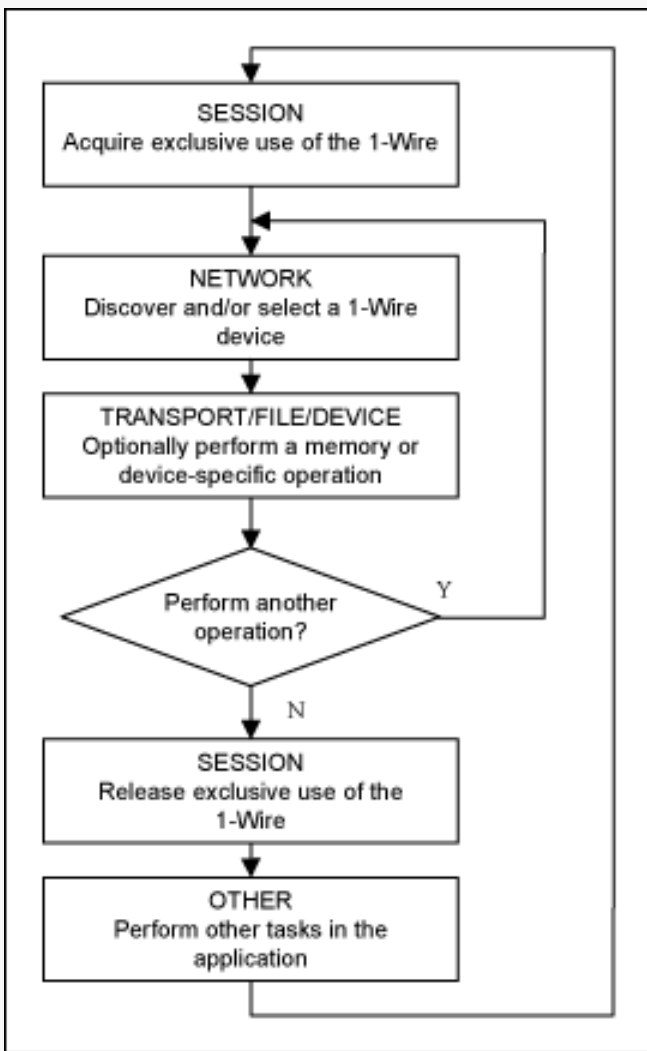 SESSION
Acquire exclusive use of the 1-Wire
NETWORK
Discover and/or select a 1-Wire
device
TRANSPORT/FILE/DEVICE
Optionally perform a memory or
device-specific operation
Perform another
operation?
Y
N
SESSION
Release exclusive use of the
1-Wire
OTHER
Perform other tasks in the
application